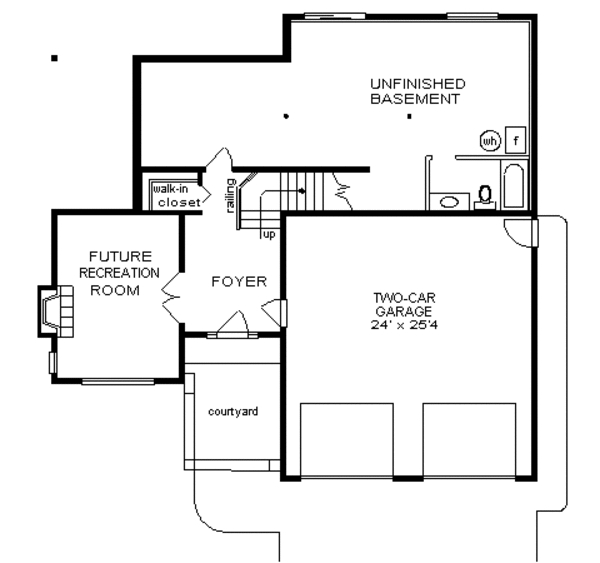 UNFINISHED
BASEMENT
wh
f
walk-in
closet
railing
up
FUTURE
RECREATION
ROOM
FOYER
TWO-CAR
GARAGE
24' x 25'4
courtyard